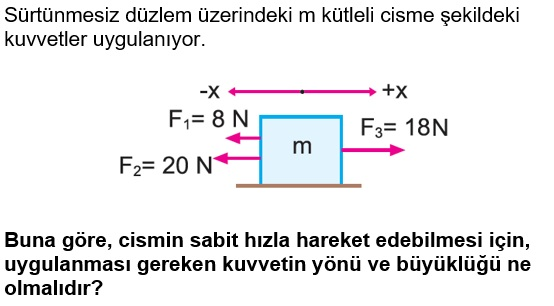 Sürtünmesiz düzlem üzerindeki m kütleli cisme şekildeki
kuvvetler uygulanıyor.
-x +x
F₁= 8 N
F₃= 18N
m
F₂= 20 N
Buna göre, cismin sabit hızla hareket edebilmesi için,
uygulanması gereken kuvvetin yönü ve büyüklüğü ne
olmalıdır?